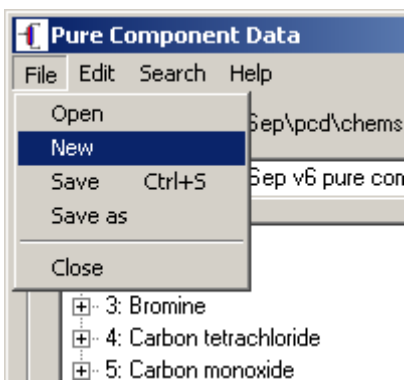 Pure Component Data
File Edit Search Help
Open
Sep\pcd\chems
New
Sep v6 pure con
Save Ctrl+S
Save as
Close
3: Bromine
4: Carbon tetrachloride
5: Carbon monoxide